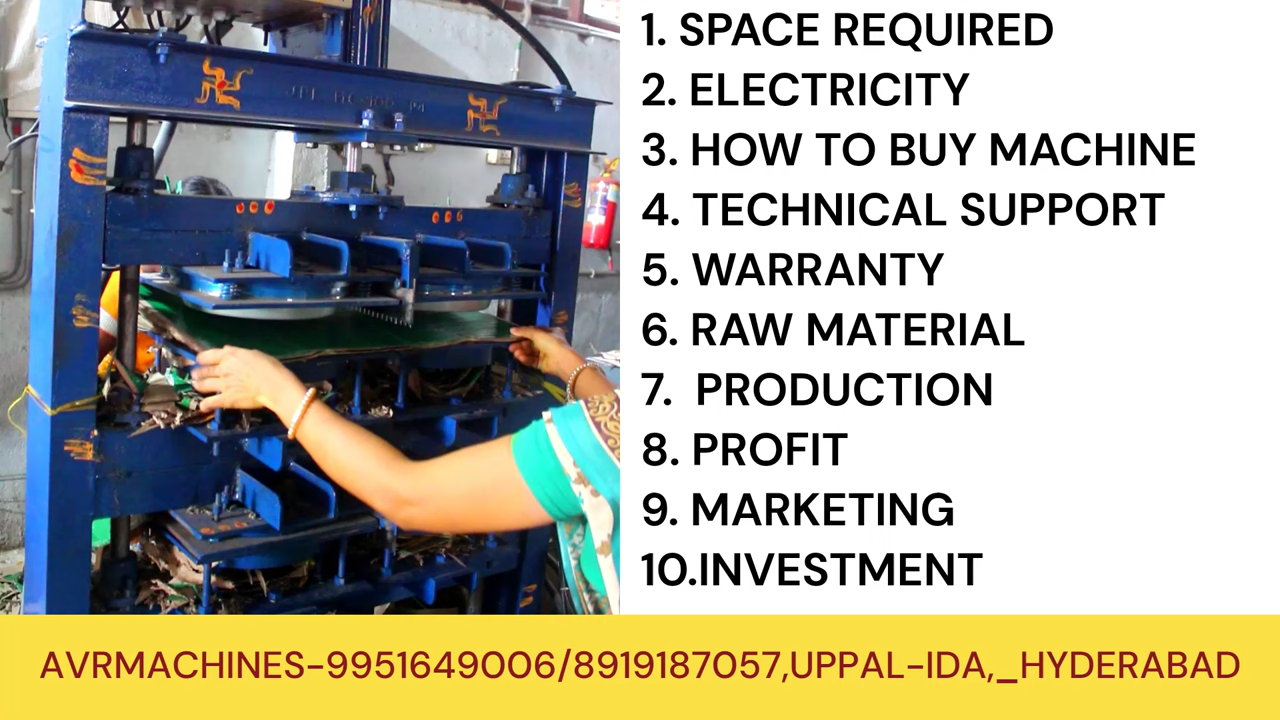 1. SPACE REQUIRED
2. ELECTRICITY
3. HOW TO BUY MACHINE
4. TECHNICAL SUPPORT
5. WARRANTY
6. RAW MATERIAL
7. PRODUCTION
8. PROFIT
9. MARKETING
10.INVESTMENT
AVRMACHINES-9951649006/8919187057,UPPAL-IDA,_HYDERABAD